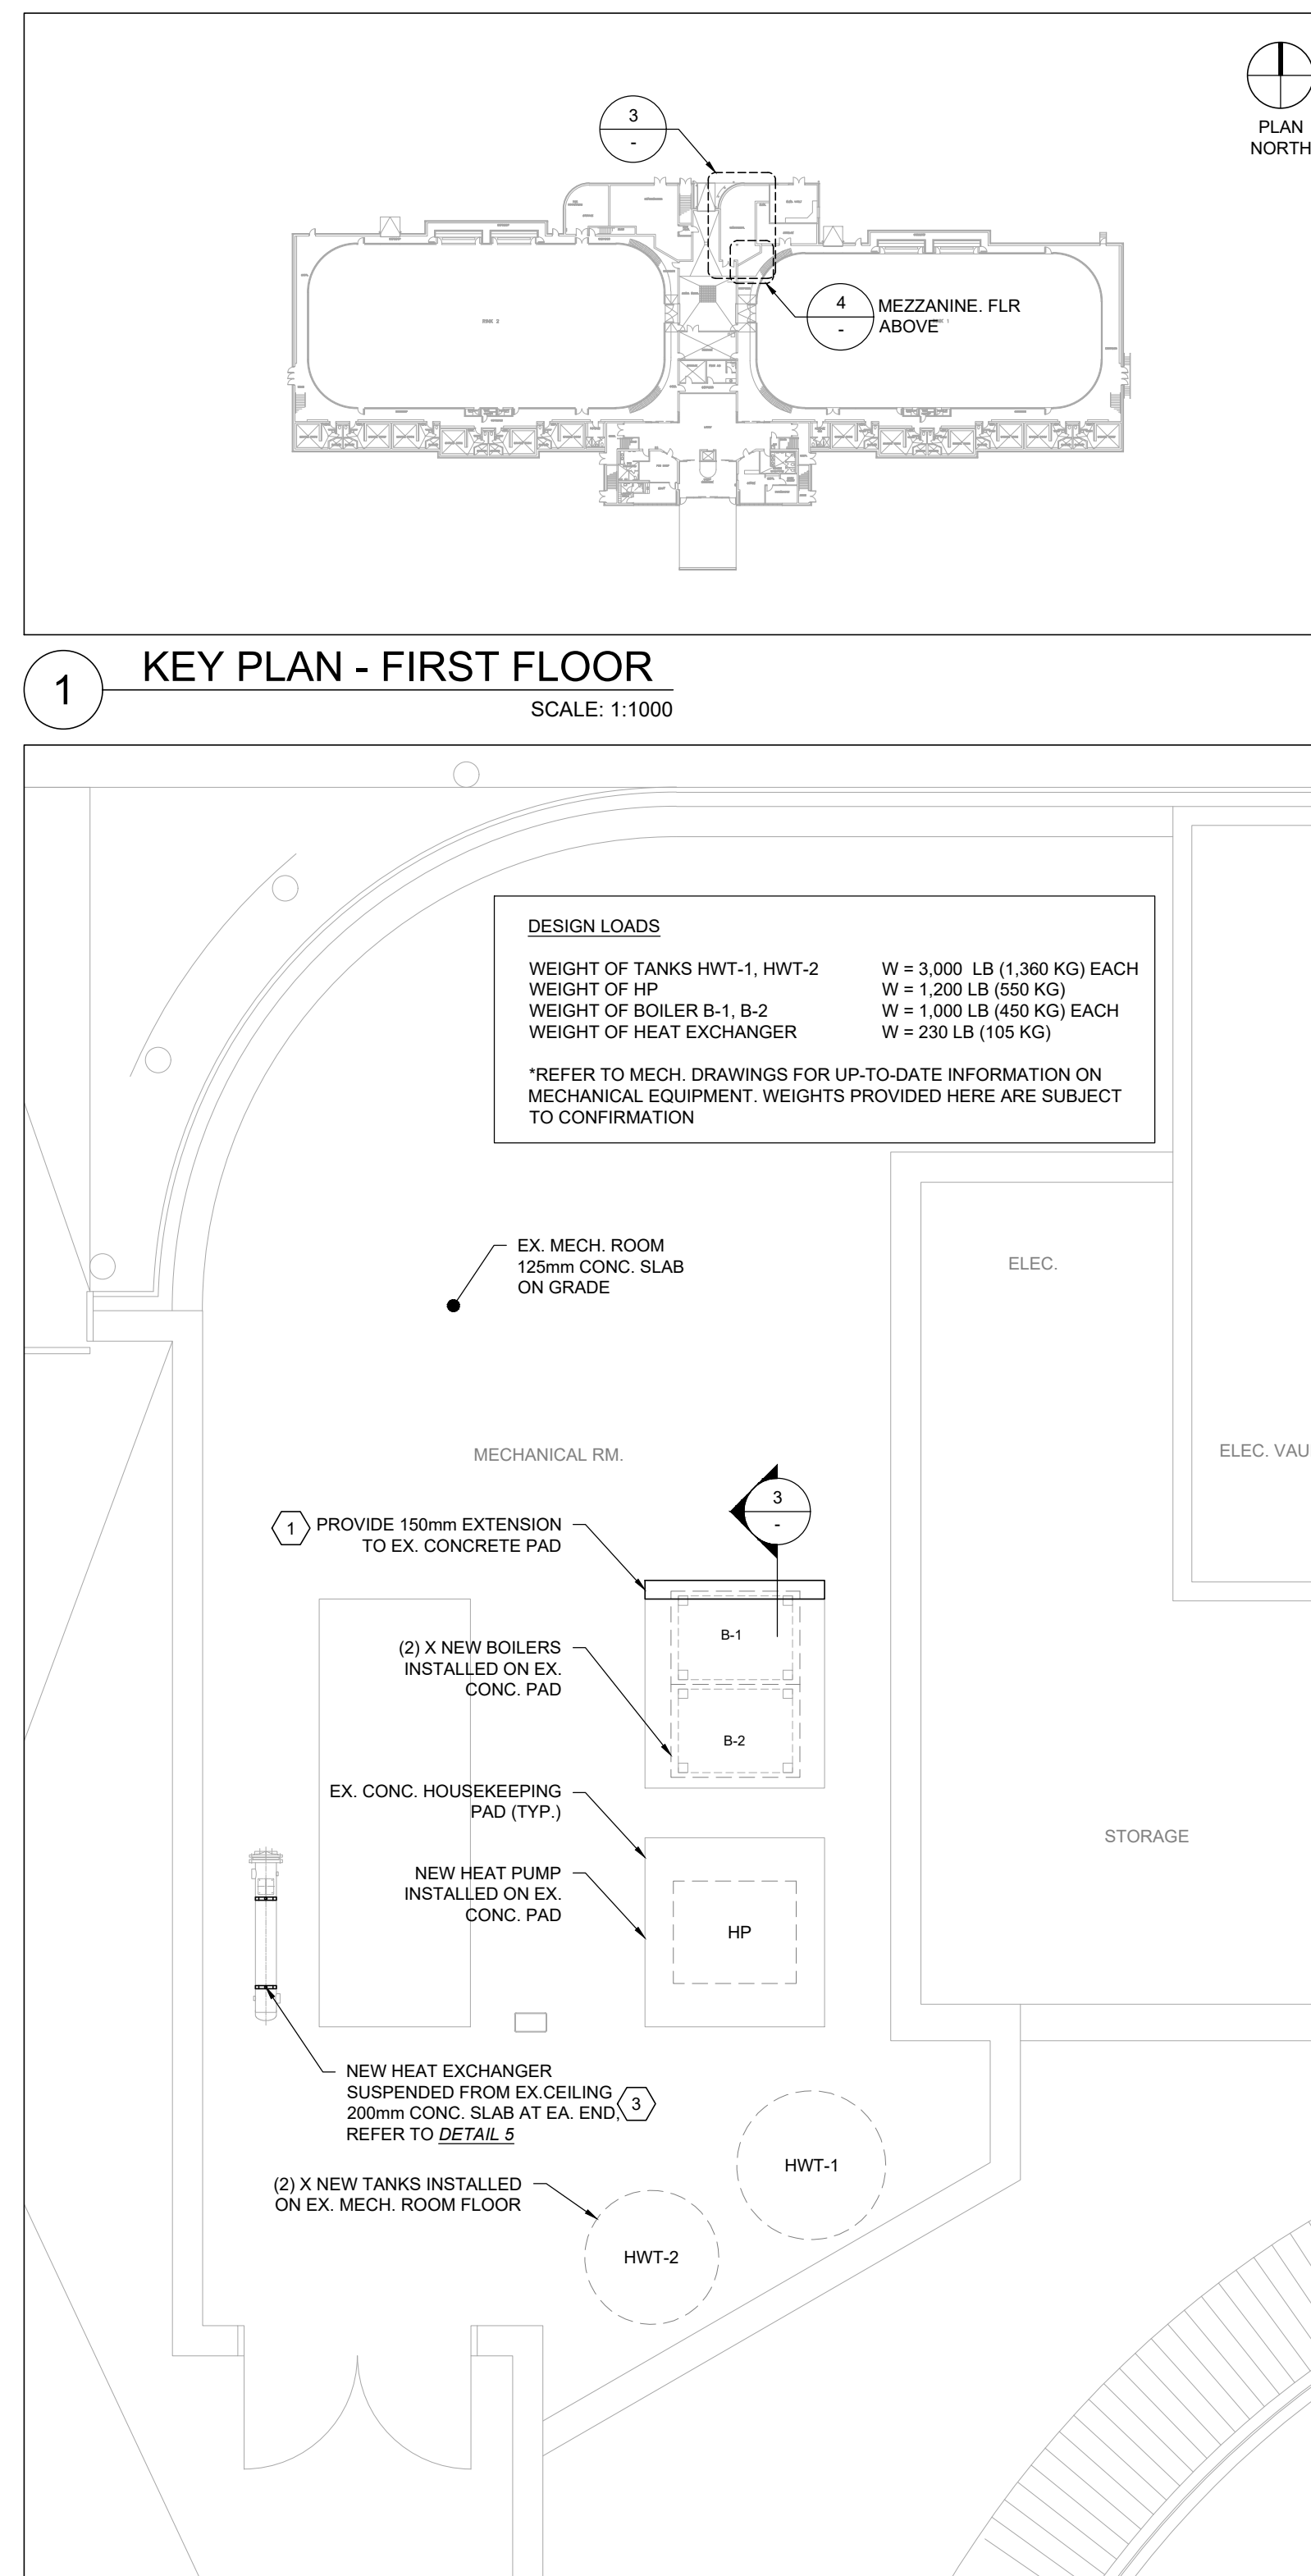 PLAN
NORTH
3
-
4
-
MEZZANINE. FLR
ABOVE
RINK 2
1
KEY PLAN - FIRST FLOOR
SCALE: 1:1000
DESIGN LOADS
WEIGHT OF TANKS HWT-1, HWT-2 W = 3,000 LB (1,360 KG) EACH
WEIGHT OF HP W = 1,200 LB (550 KG)
WEIGHT OF BOILER B-1, B-2 W = 1,000 LB (450 KG) EACH
WEIGHT OF HEAT EXCHANGER W = 230 LB (105 KG)
*REFER TO MECH. DRAWINGS FOR UP-TO-DATE INFORMATION ON
MECHANICAL EQUIPMENT. WEIGHTS PROVIDED HERE ARE SUBJECT
TO CONFIRMATION
EX. MECH. ROOM
125mm CONC. SLAB
ON GRADE
ELEC.
MECHANICAL RM.
ELEC. VAU
3
-
1
PROVIDE 150mm EXTENSION
TO EX. CONCRETE PAD
B-1
(2) X NEW BOILERS
INSTALLED ON EX.
CONC. PAD
B-2
EX. CONC. HOUSEKEEPING
PAD (TYP.)
STORAGE
NEW HEAT PUMP
INSTALLED ON EX.
CONC. PAD
HP
NEW HEAT EXCHANGER
SUSPENDED FROM EX.CEILING
200mm CONC. SLAB AT EA. END,
REFER TO DETAIL 5
3
HWT-1
(2) X NEW TANKS INSTALLED
ON EX. MECH. ROOM FLOOR
HWT-2